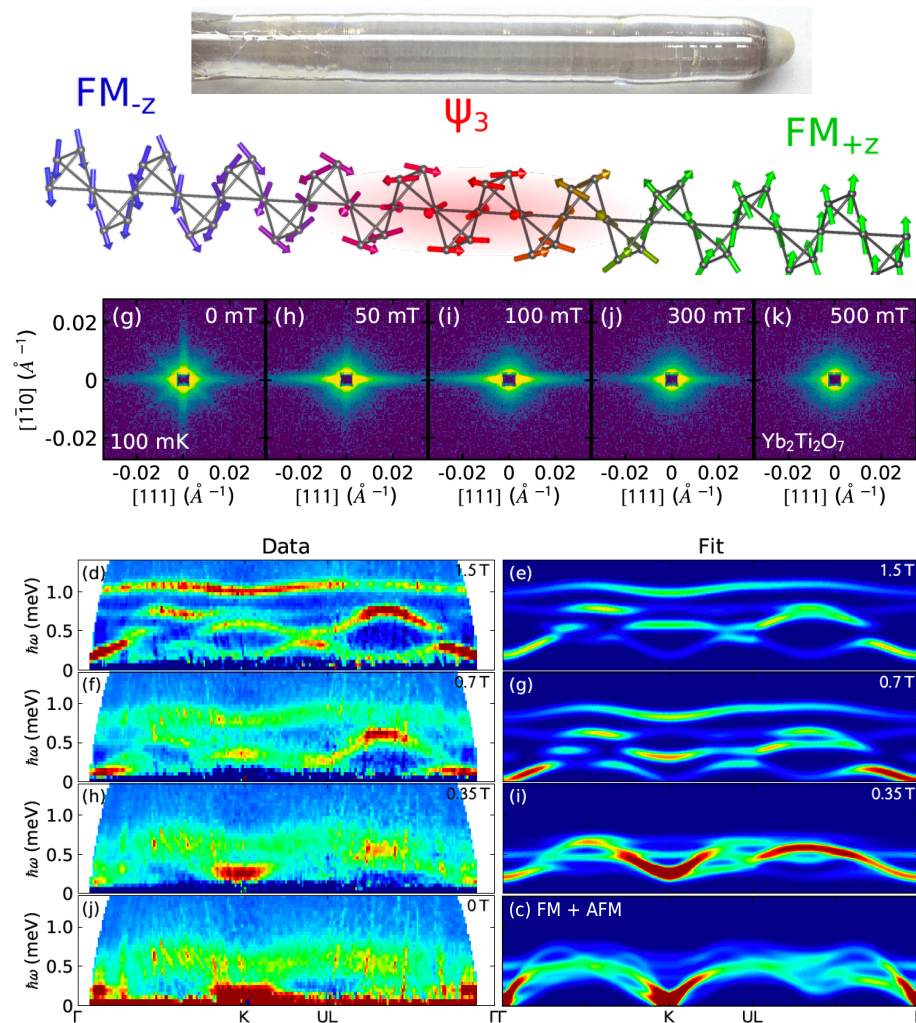 FM-z
ψ3
FM+z
(g) 0 mT
(h) 50 mT
(i) 100 mT
(j) 300 mT
(k) 500 mT
0.02
0
-0.02
[11̄0] (Å⁻¹)
100 mK
Yb₂Ti₂O₇
-0.02 0 0.02 -0.02 0 0.02 -0.02 0 0.02 -0.02 0 0.02 -0.02 0 0.02
[111] (Å⁻¹) [111] (Å⁻¹) [111] (Å⁻¹) [111] (Å⁻¹) [111] (Å⁻¹)
Data
Fit
(d) 1.5 T
(e) 1.5 T
1.0
0.5
0
ħω (meV)
(f) 0.7 T
(g) 0.7 T
1.0
0.5
0
ħω (meV)
(h) 0.35 T
(i) 0.35 T
1.0
0.5
0
ħω (meV)
(j) 0T
(c) FM + AFM
1.0
0.5
0
ħω (meV)
Γ K UL Γ
Γ K UL